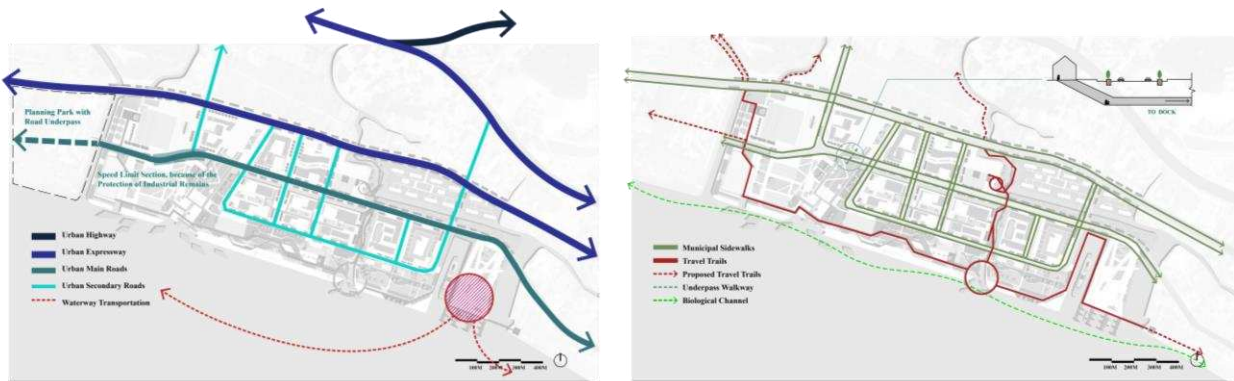 Planning Park with
Road Underpass
Speed Limit Section, because of the
Protection of Industrial Remains
Urban Highway
Urban Expressway
Urban Main Roads
Urban Secondary Roads
Waterway Transportation
100M 200M 300M 400M
TO DOCK
Municipal Sidewalks
Travel Trails
Proposed Travel Trails
Underpass Walkway
Biological Channel
100M 200M 300M 400M